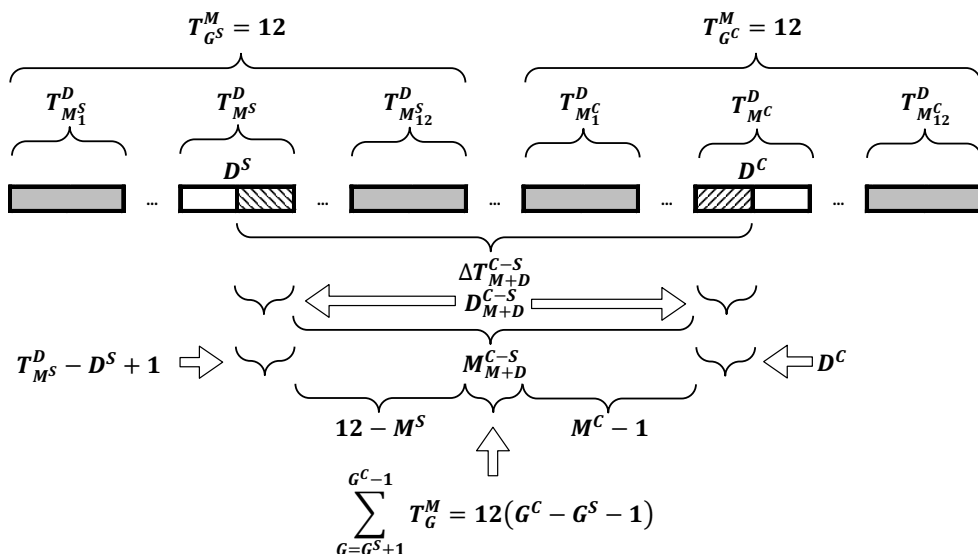 T^M_{G^S} = 12 T^M_{G^C} = 12
T^D_{M^S_1} T^D_{M^S} T^D_{M^S_{12}} T^D_{M^C_1} T^D_{M^C} T^D_{M^C_{12}}
D^S D^C
... ... ... ... ...
ΔT^{C−S}_{M+D}
D^{C−S}_{M+D}
T^D_{M^S} − D^S + 1 M^{C−S}_{M+D} D^C
12 − M^S M^C − 1
\sum_{G=G^S+1}^{G^C−1} T^M_G = 12(G^C − G^S − 1)